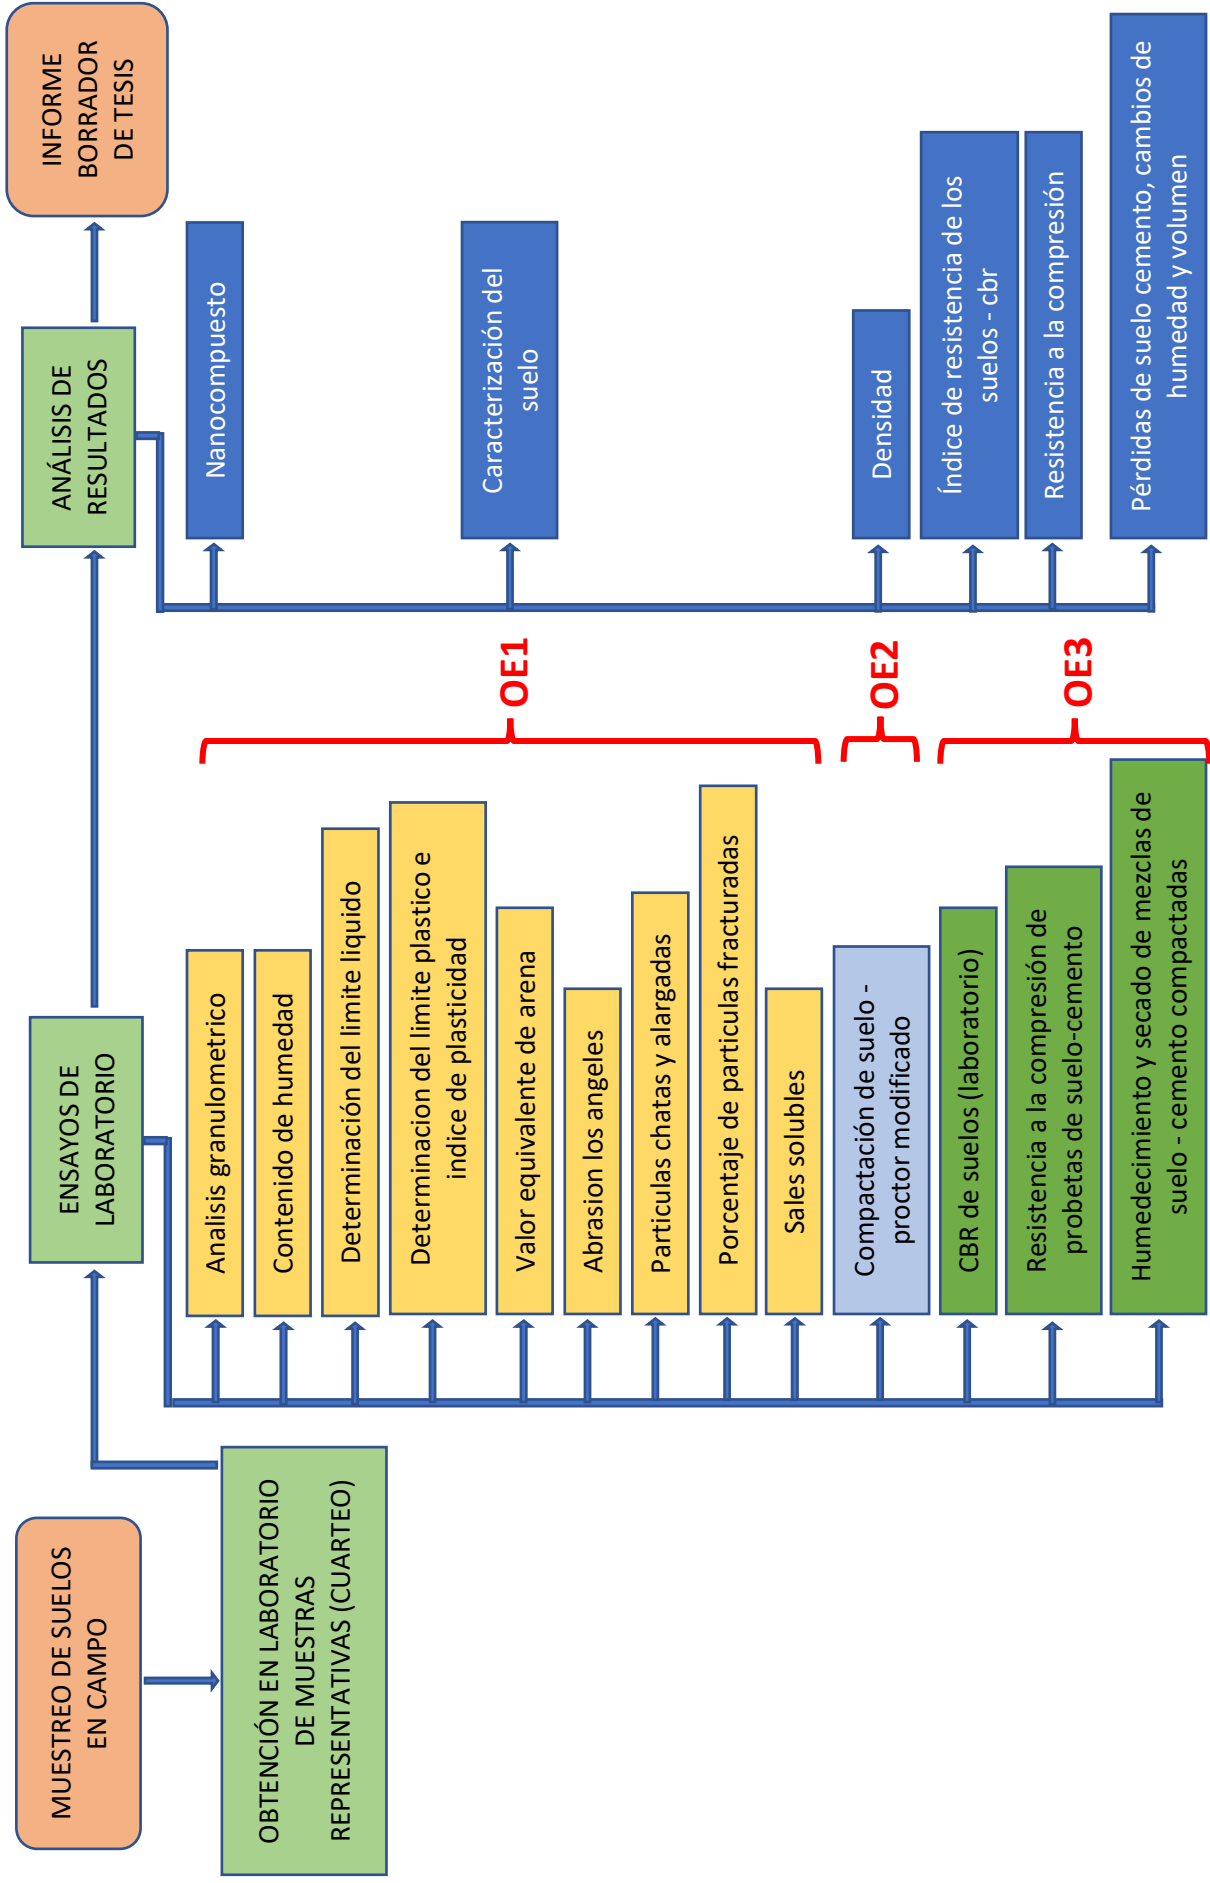 MUESTREO DE SUELOS
EN CAMPO
OBTENCIÓN EN LABORATORIO
DE MUESTRAS
REPRESENTATIVAS (CUARTEO)
ENSAYOS DE
LABORATORIO
Analisis granulometrico
Contenido de humedad
Determinación del limite liquido
Determinacion del limite plastico e
indice de plasticidad
Valor equivalente de arena
Abrasion los angeles
Particulas chatas y alargadas
Porcentaje de particulas fracturadas
Sales solubles
Compactación de suelo -
proctor modificado
CBR de suelos (laboratorio)
Resistencia a la compresión de
probetas de suelo-cemento
Humedecimiento y secado de mezclas de
suelo - cemento compactadas
OE1
OE2
OE3
ANÁLISIS DE
RESULTADOS
Nanocompuesto
Caracterización del
suelo
Densidad
Índice de resistencia de los
suelos - cbr
Resistencia a la compresión
Pérdidas de suelo cemento, cambios de
humedad y volumen
INFORME
BORRADOR
DE TESIS